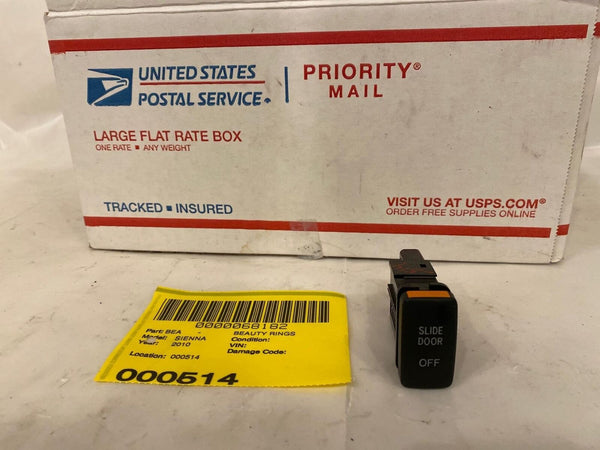 UNITED STATES
POSTAL SERVICE
PRIORITY®
MAIL
LARGE FLAT RATE BOX
ONE RATE ■ ANY WEIGHT
TRACKED ■ INSURED
VISIT US AT USPS.COM®
ORDER FREE SUPPLIES ONLINE
0000068182
Part: BEA
BEAUTY RINGS
Model: SIENNA
Condition:
Year: 2010
VIN:
Damage Code:
Location: 000514
000514
SLIDE
DOOR
OFF